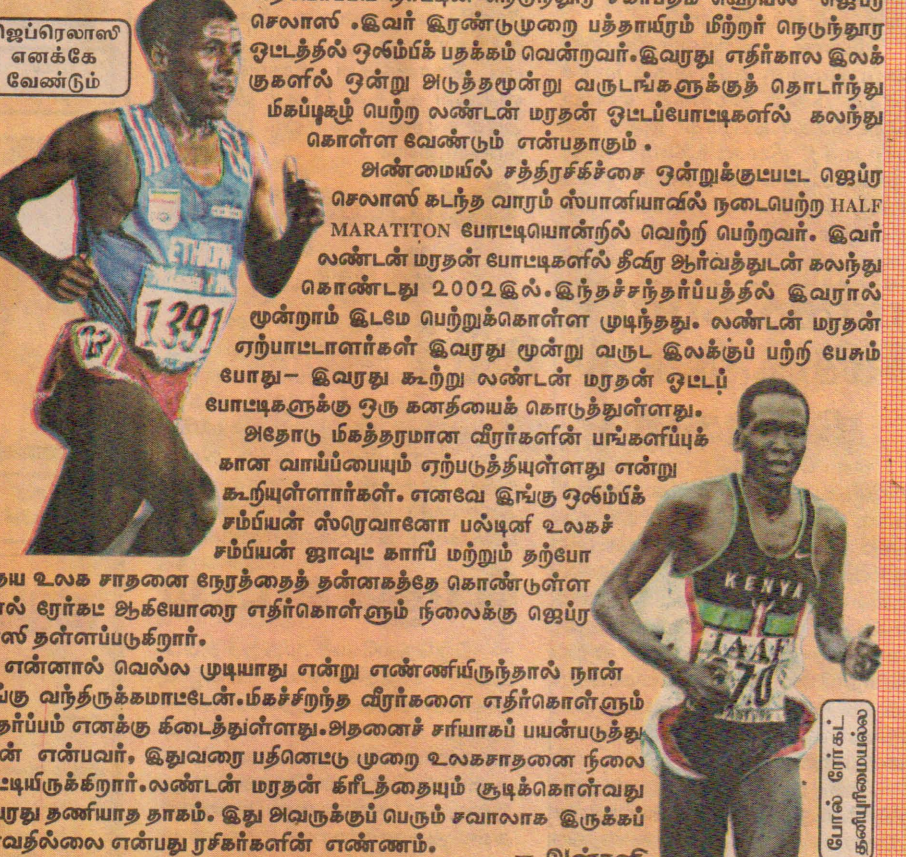 ஜெப்ரெலாஸி
எனக்கே
வேண்டும்
செலாஸி .இவர் இரண்டுமுறை பத்தாயிரம் மீற்றர் நெடுந்தூர
ஓட்டத்தில் ஒலிம்பிக் பதக்கம் வென்றவர்.இவரது எதிர்கால இலக்
குகளில் ஒன்று அடுத்தமூன்று வருடங்களுக்குத் தொடர்ந்து
மிகப்புகழ் பெற்ற லண்டன் மரதன் ஓட்டப்போட்டிகளில் கலந்து
கொள்ள வேண்டும் என்பதாகும் .
அண்மையில் சத்திரசிகிச்சை ஒன்றுக்குட்பட்ட ஜெப்ர
செலாஸி கடந்த வாரம் ஸ்பானியாவில் நடைபெற்ற HALF
MARATITON போட்டியொன்றில் வெற்றி பெற்றவர். இவர்
லண்டன் மரதன் போட்டிகளில் தீவிர ஆர்வத்துடன் கலந்து
கொண்டது 2002இல்.இந்தச்சந்தர்ப்பத்தில் இவரால்
மூன்றாம் இடமே பெற்றுக்கொள்ள முடிந்தது. லண்டன் மரதன்
ஏற்பாட்டாளர்கள் இவரது மூன்று வருட இலக்குப் பற்றி பேசும்
போது– இவரது கூற்று லண்டன் மரதன் ஓட்டப்
போட்டிகளுக்கு ஒரு கனதியைக் கொடுத்துள்ளது.
அதோடு மிகத்தரமான வீரர்களின் பங்களிப்புக்
கான வாய்ப்பையும் ஏற்படுத்தியுள்ளது என்று
கூறியுள்ளார்கள். எனவே இங்கு ஒலிம்பிக்
சம்பியன் ஸ்ரெவானோ பல்டினி உலகச்
சம்பியன் ஜாவுட் காரிப் மற்றும் தற்போ
தைய உலக சாதனை நேரத்தைத் தன்னகத்தே கொண்டுள்ள
ரேர்கட் ஆகியோரை எதிர்கொள்ளும் நிலைக்கு ஜெப்ர
தள்ளப்படுகிறார்.
என்னால் வெல்ல முடியாது என்று எண்ணியிருந்தால் நான்
வந்திருக்கமாட்டேன்.மிகச்சிறந்த வீரர்களை எதிர்கொள்ளும்
எனக்கு கிடைத்துள்ளது.அதனைச் சரியாகப் பயன்படுத்து
என்பவர், இதுவரை பதினெட்டு முறை உலகசாதனை நிலை
லண்டன் மரதன் கிரீடத்தையும் சூடிக்கொள்வது
தணியாத தாகம். இது அவருக்குப் பெரும் சவாலாக இருக்கப்
என்பது ரசிகர்களின் எண்ணம்.
ETHIOPIA
1391
KENYA
IAAF
70
போல் ரேர்கட்
தனியுரிமையல்ல